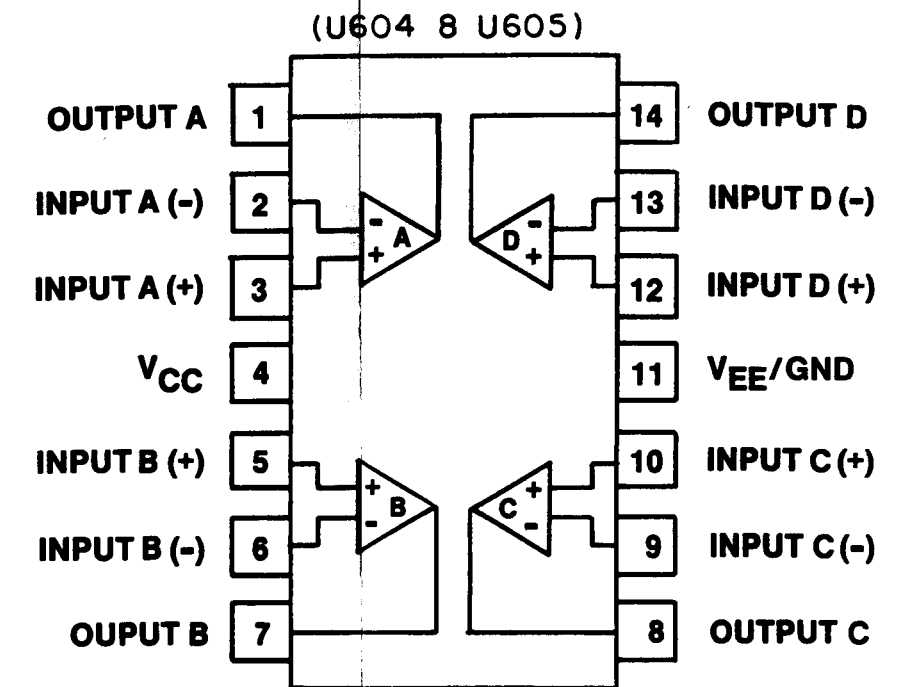 (U604 8 U605)
OUTPUT A 1
INPUT A (-) 2
INPUT A (+) 3
VCC 4
INPUT B (+) 5
INPUT B (-) 6
OUPUT B 7
14 OUTPUT D
13 INPUT D (-)
12 INPUT D (+)
11 VEE/GND
10 INPUT C (+)
9 INPUT C (-)
8 OUTPUT C
- + A
- + D
+ - B
+ - C